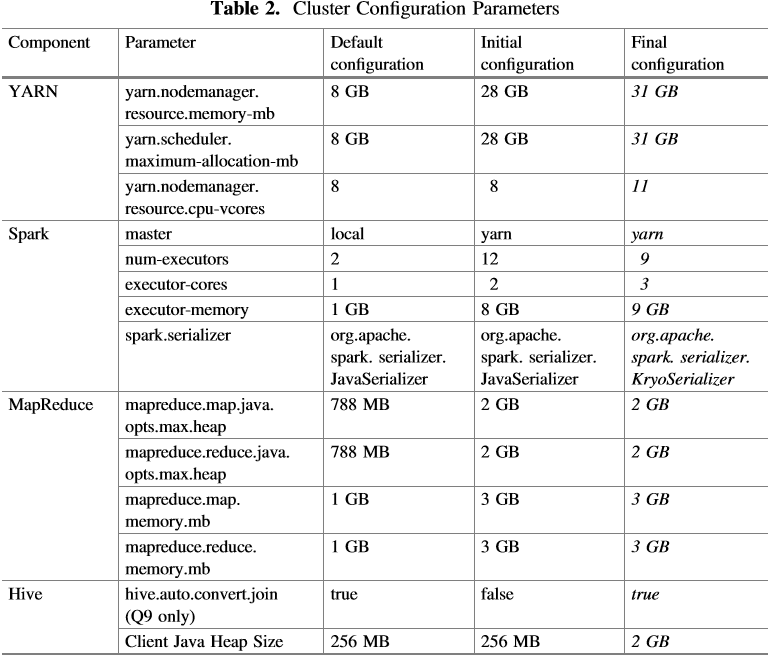 Table 2. Cluster Configuration Parameters
Component Parameter Default configuration Initial configuration Final configuration
YARN yarn.nodemanager. resource.memory-mb 8 GB 28 GB 31 GB
yarn.scheduler. maximum-allocation-mb 8 GB 28 GB 31 GB
yarn.nodemanager. resource.cpu-vcores 8 8 11
Spark master local yarn yarn
num-executors 2 12 9
executor-cores 1 2 3
executor-memory 1 GB 8 GB 9 GB
spark.serializer org.apache. spark. serializer. JavaSerializer org.apache. spark. serializer. JavaSerializer org.apache. spark. serializer. KryoSerializer
MapReduce mapreduce.map.java. opts.max.heap 788 MB 2 GB 2 GB
mapreduce.reduce.java. opts.max.heap 788 MB 2 GB 2 GB
mapreduce.map. memory.mb 1 GB 3 GB 3 GB
mapreduce.reduce. memory.mb 1 GB 3 GB 3 GB
Hive hive.auto.convert.join (Q9 only) true false true
Client Java Heap Size 256 MB 256 MB 2 GB